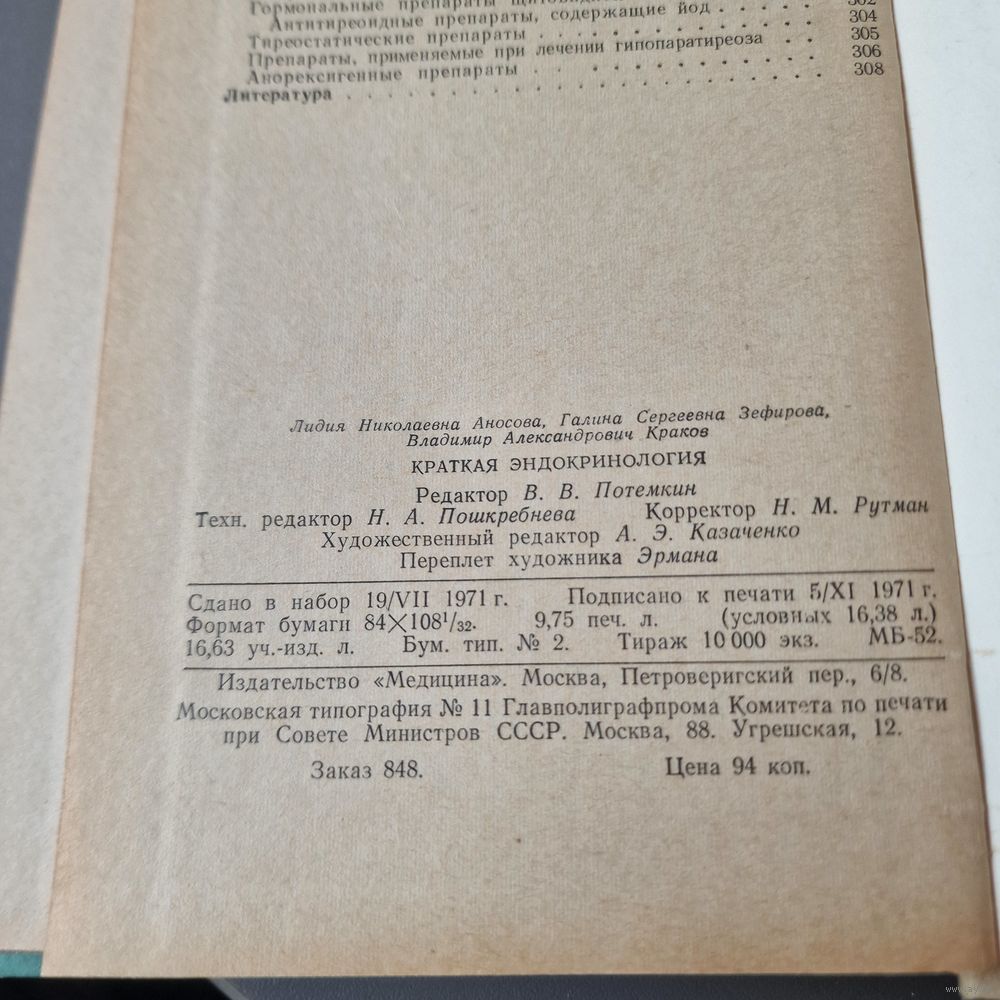 Гормональные препараты
Антитиреоидные препараты, содержащие йод . . . 304
Тиреостатические препараты . . . . . . . . . . 305
Препараты, применяемые при лечении гипопаратиреоза . . 306
Анорексигенные препараты . . . . . . . . . . 308
Литература . . . . . . . . . . . . . . . . . . .
Лидия Николаевна Аносова, Галина Сергеевна Зефирова,
Владимир Александрович Краков
КРАТКАЯ ЭНДОКРИНОЛОГИЯ
Редактор В. В. Потемкин
Техн. редактор Н. А. Пошкребнева Корректор Н. М. Рутман
Художественный редактор А. Э. Казаченко
Переплет художника Эрмана
Сдано в набор 19/VII 1971 г. Подписано к печати 5/XI 1971 г.
Формат бумаги 84×108¹/₃₂. 9,75 печ. л. (условных 16,38 л.)
16,63 уч.-изд. л. Бум. тип. № 2. Тираж 10 000 экз. МБ-52.
Издательство «Медицина». Москва, Петроверигский пер., 6/8.
Московская типография № 11 Главполиграфпрома Комитета по печати
при Совете Министров СССР. Москва, 88. Угрешская, 12.
Заказ 848. Цена 94 коп.